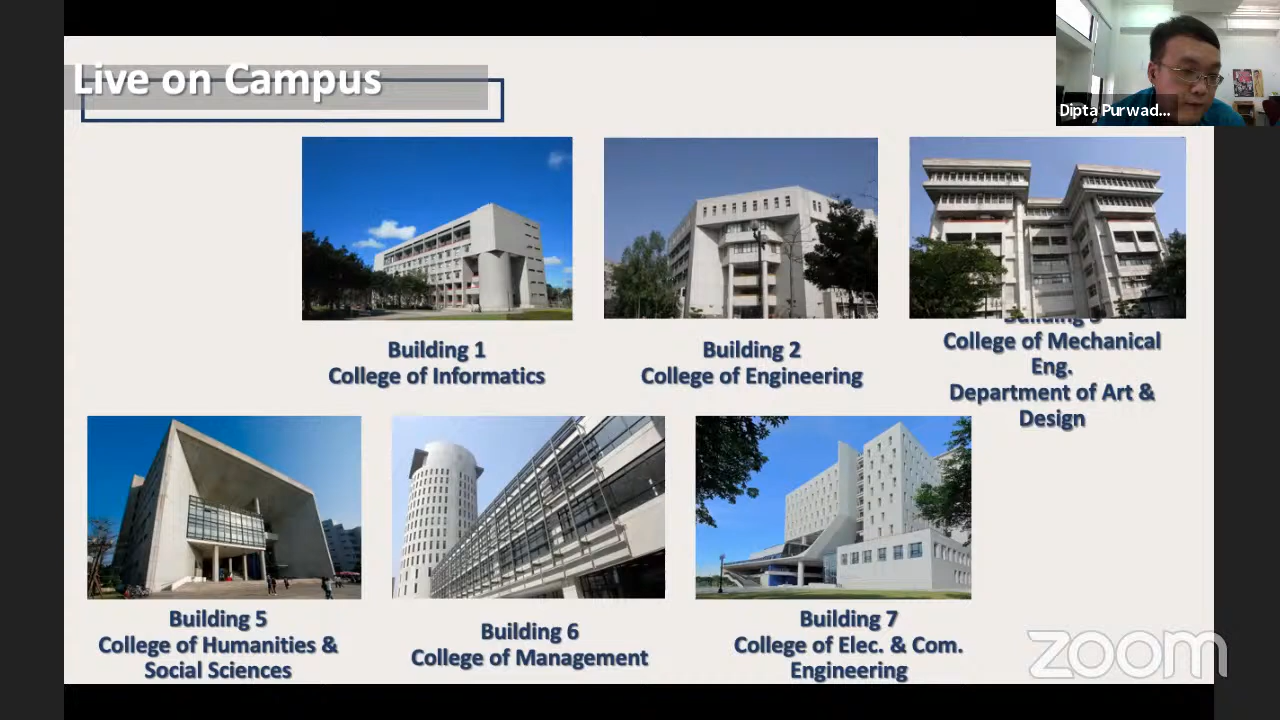 Live on Campus
Dipta Purwad...
Building 1
College of Informatics
Building 2
College of Engineering
Building
College of Mechanical
Eng.
Department of Art &
Design
Building 5
College of Humanities &
Social Sciences
Building 6
College of Management
Building 7
College of Elec. & Com.
Engineering
zoom